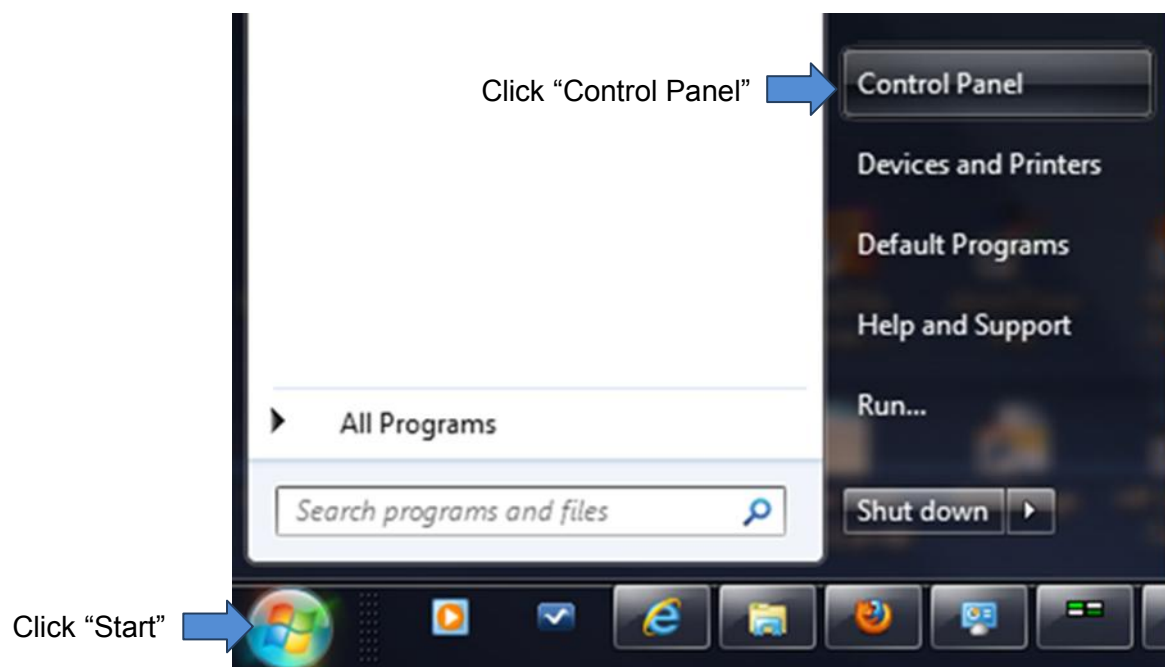 Click “Control Panel”
Control Panel
Devices and Printers
Default Programs
Help and Support
All Programs
Run...
Search programs and files
Shut down
Click “Start”